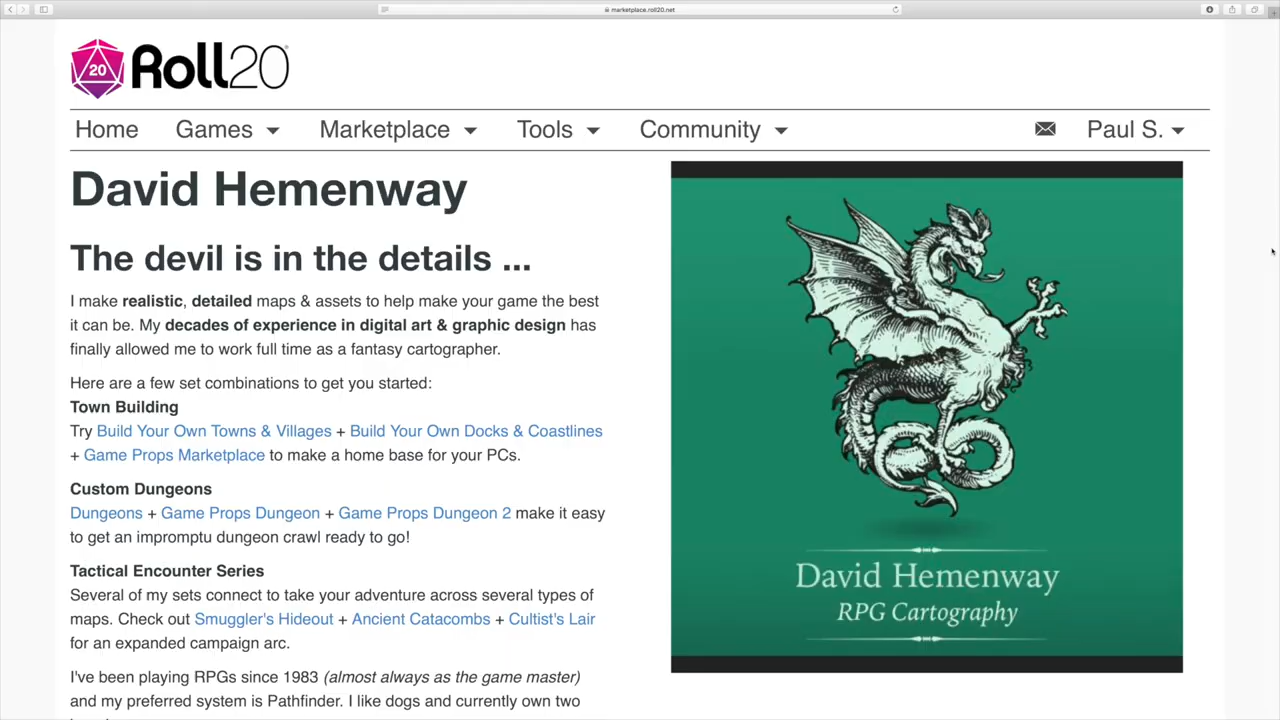 marketplace.roll20.net
20 Roll20
Home Games Marketplace Tools Community Paul S.
David Hemenway
The devil is in the details ...
I make realistic, detailed maps & assets to help make your game the best
it can be. My decades of experience in digital art & graphic design has
finally allowed me to work full time as a fantasy cartographer.
Here are a few set combinations to get you started:
Town Building
Try Build Your Own Towns & Villages + Build Your Own Docks & Coastlines
+ Game Props Marketplace to make a home base for your PCs.
Custom Dungeons
Dungeons + Game Props Dungeon + Game Props Dungeon 2 make it easy
to get an impromptu dungeon crawl ready to go!
Tactical Encounter Series
Several of my sets connect to take your adventure across several types of
maps. Check out Smuggler's Hideout + Ancient Catacombs + Cultist's Lair
for an expanded campaign arc.
I've been playing RPGs since 1983 (almost always as the game master)
and my preferred system is Pathfinder. I like dogs and currently own two
David Hemenway
RPG Cartography